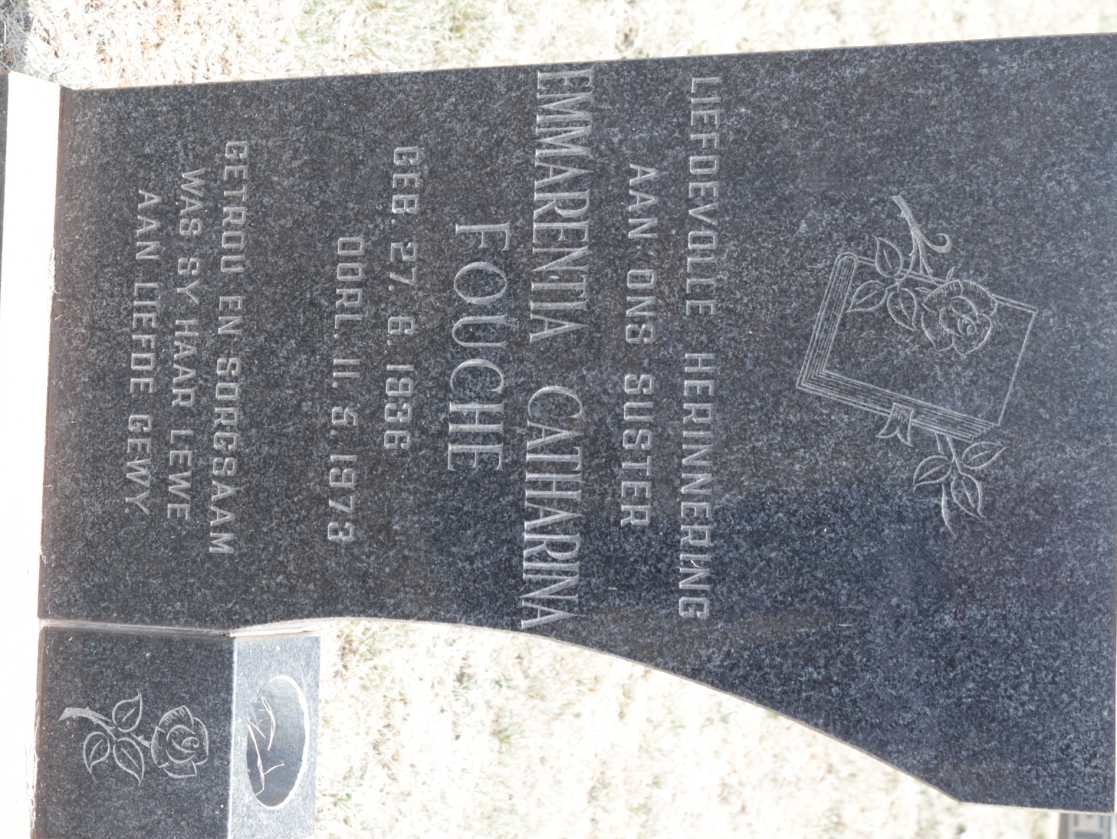 LIEFDEVOLLE HERINNERING
AAN ONS SUSTER
EMMARENTIA CATHARINA
FOUCHE
GEB. 27. 6. 1936
OORL. 11. 5. 1973
GETROU EN SORGSAAM
WAS SY HAAR LEWE
AAN LIEFDE GEWY